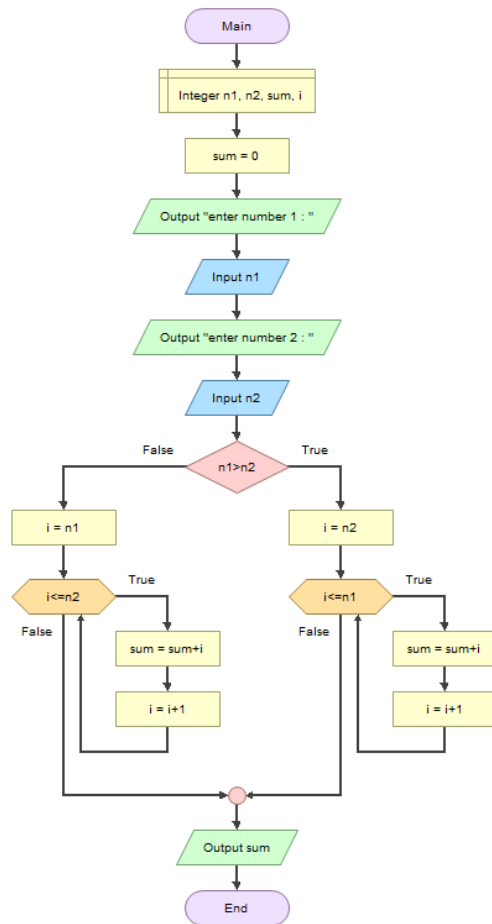 Main
Integer n1, n2, sum, i
sum = 0
Output "enter number 1 : "
Input n1
Output "enter number 2 : "
Input n2
False
n1>n2
True
i = n1
i<=n2
True
False
sum = sum+i
i = i+1
i = n2
i<=n1
True
False
sum = sum+i
i = i+1
Output sum
End